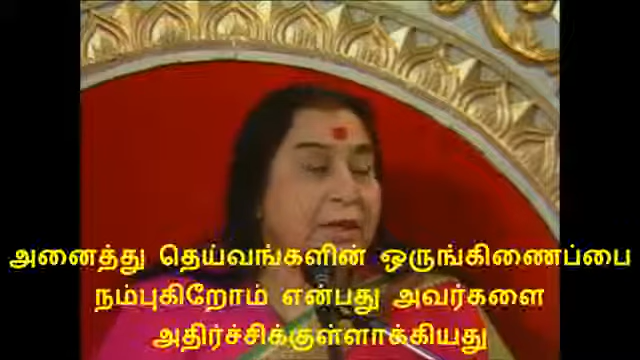 அனைத்து தெய்வங்களின் ஒருங்கிணைப்பை
நம்புகிறோம் என்பது அவர்களை
அதிர்ச்சிக்குள்ளாக்கியது